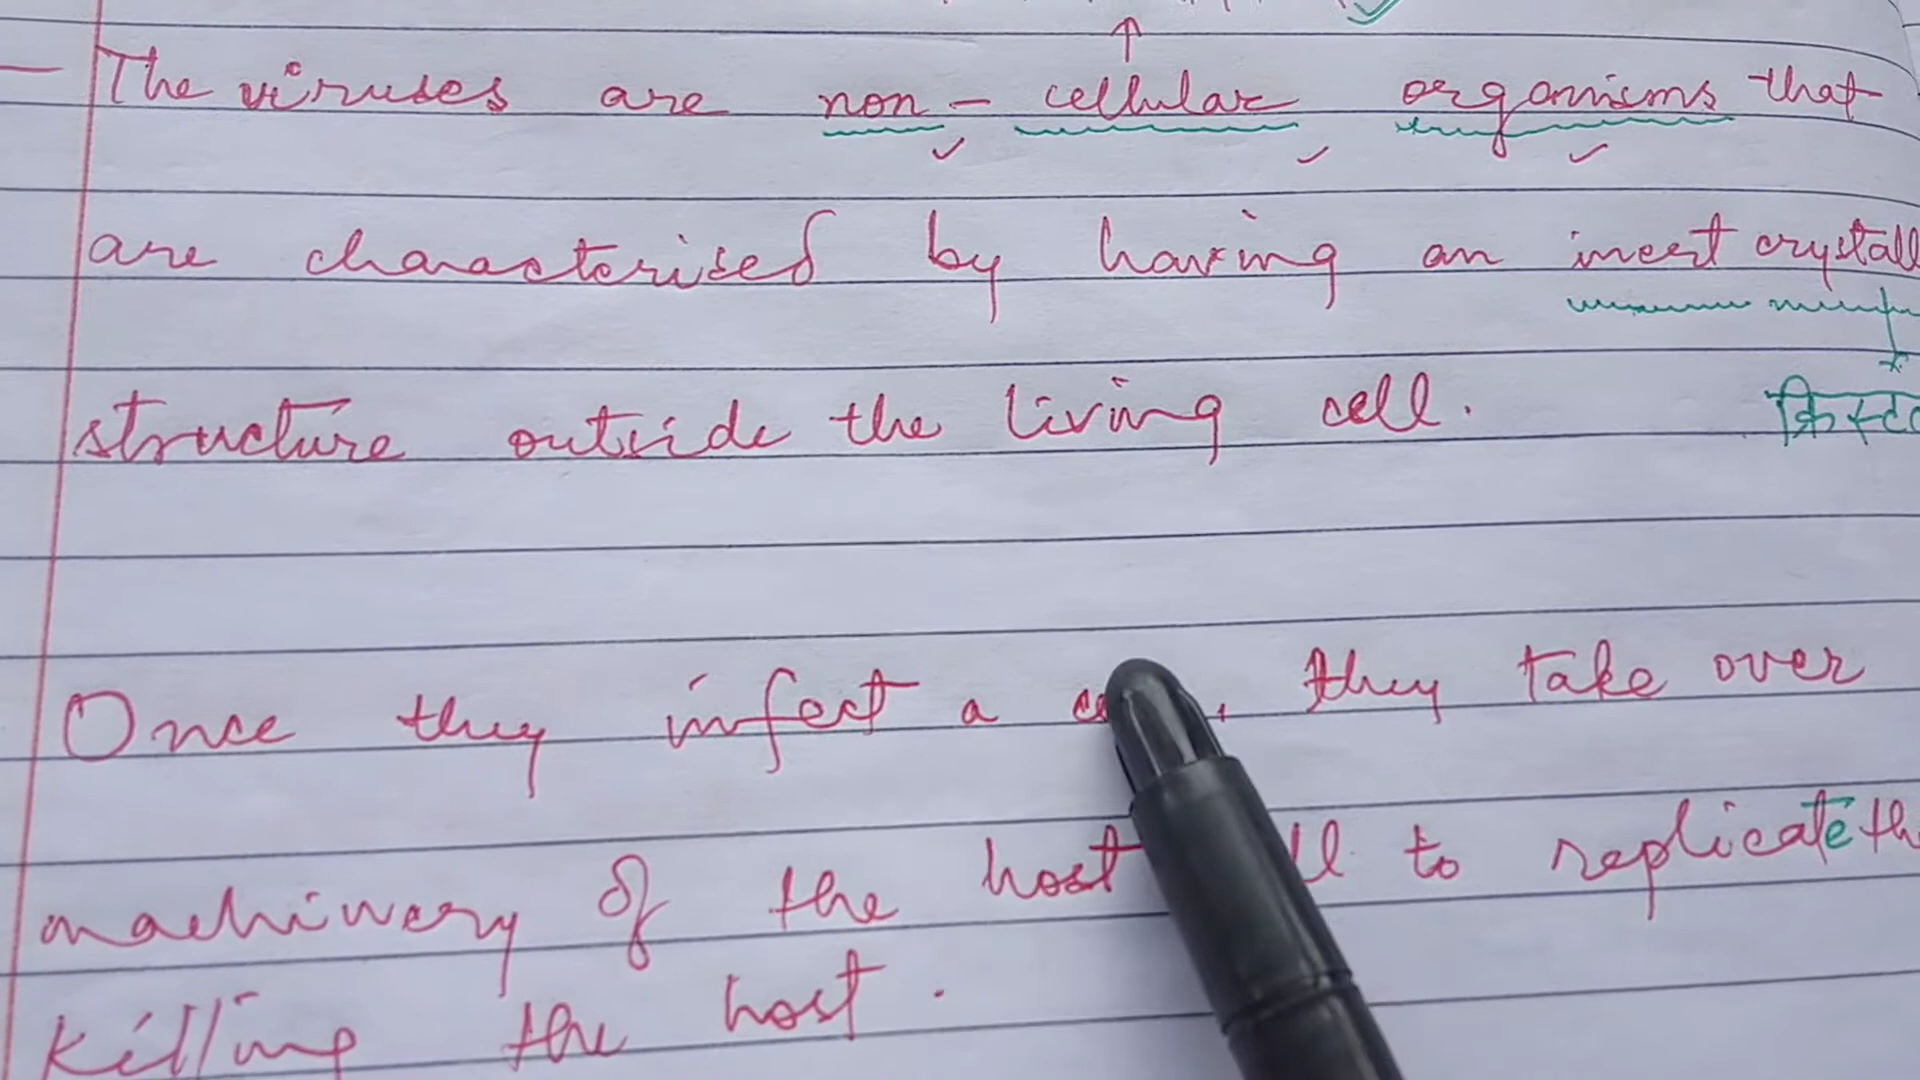 The viruses are non - cellular organisms that
are characterised by having an inert crystall
structure outside the living cell.
Once they infect a , they take over
machinery of the host ll to replicate th
killing the host.